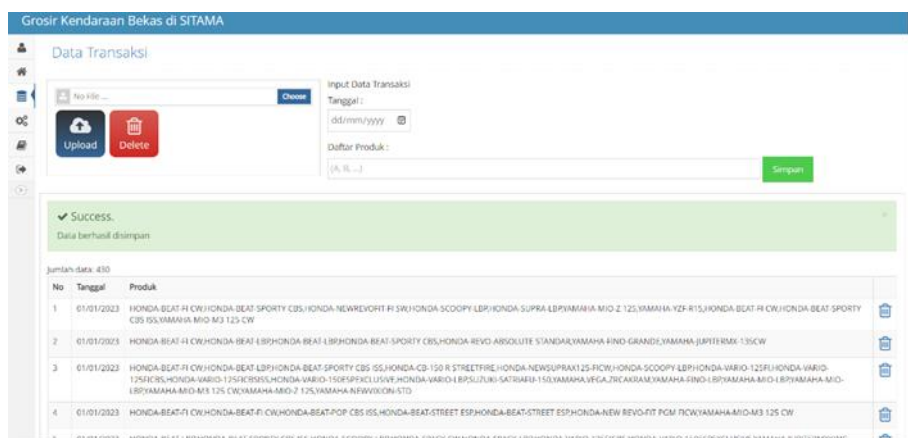 Grosir Kendaraan Bekas di SITAMA
Data Transaksi
No File ...
Choose
Upload
Delete
Input Data Transaksi
Tanggal :
dd/mm/yyyy
Daftar Produk :
(A, B, ...)
Simpan
Success.
Data berhasil disimpan
Jumlah data: 430
No Tanggal Produk
1 01/01/2023 HONDA-BEAT-FI CW,HONDA-BEAT-SPORTY CBS,HONDA-NEWREVOFIT-FI SW,HONDA-SCOOPY-LBP,HONDA-SUPRA-LBP,YAMAHA-MIO-Z 125,YAMAHA-YZF-R15,HONDA-BEAT-FI CW,HONDA-BEAT-SPORTY
CBS ISS,YAMAHA-MIO-M3 125 CW
2 01/01/2023 HONDA-BEAT-FI CW,HONDA-BEAT-LBP,HONDA-BEAT-LBP,HONDA-BEAT-SPORTY CBS,HONDA-REVO-ABSOLUTE STANDAR,YAMAHA-FINO-GRANDE,YAMAHA-JUPITERMX-135CW
3 01/01/2023 HONDA-BEAT-FI CW,HONDA-BEAT-LBP,HONDA-BEAT-SPORTY CBS ISS,HONDA-CB-150 R STREETFIRE,HONDA-NEWSUPRAX125-FICW,HONDA-SCOOPY-LBP,HONDA-VARIO-125FI,HONDA-VARIO-
125FICBS,HONDA-VARIO-125FICBSISS,HONDA-VARIO-150ESPEXCLUSIVE,HONDA-VARIO-LBP,SUZUKI-SATRIAFU-150,YAMAHA,VEGA,ZRCAKRAM,YAMAHA-FINO-LBP,YAMAHA-MIO-LBP,YAMAHA-MIO-
LBP,YAMAHA-MIO-M3 125 CW,YAMAHA-MIO-Z 125,YAMAHA-NEWVIXION-STD
4 01/01/2023 HONDA-BEAT-FI CW,HONDA-BEAT-FI CW,HONDA-BEAT-POP CBS ISS,HONDA-BEAT-STREET ESP,HONDA-BEAT-STREET ESP,HONDA-NEW REVO-FIT PGM FICW,YAMAHA-MIO-M3 125 CW